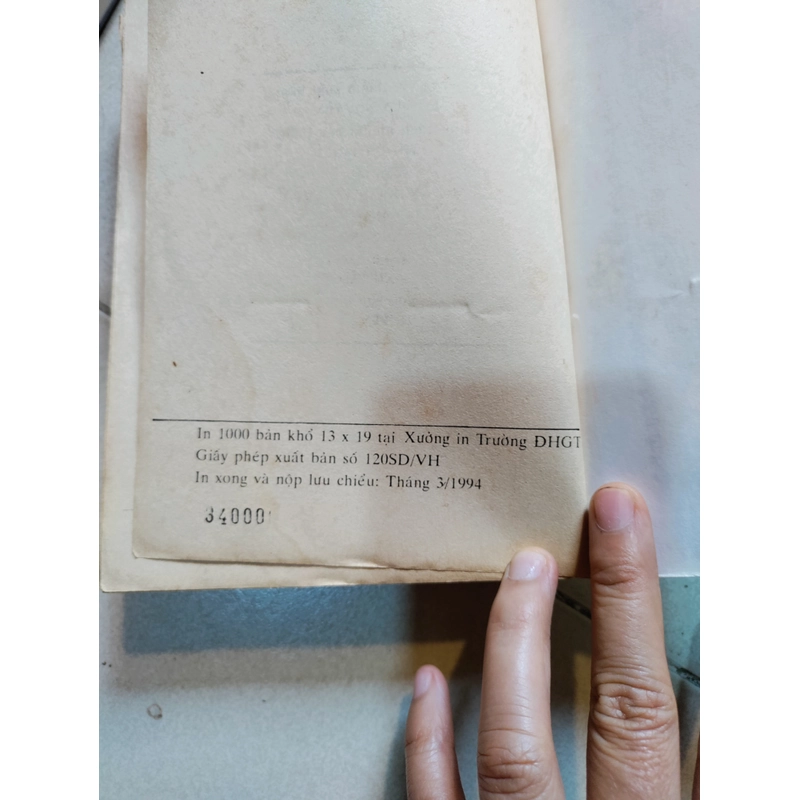 In 1000 bản khổ 13 x 19 tại Xưởng in Trường ĐHGT
Giấy phép xuất bản số 120SD/VH
In xong và nộp lưu chiểu: Tháng 3/1994
34000